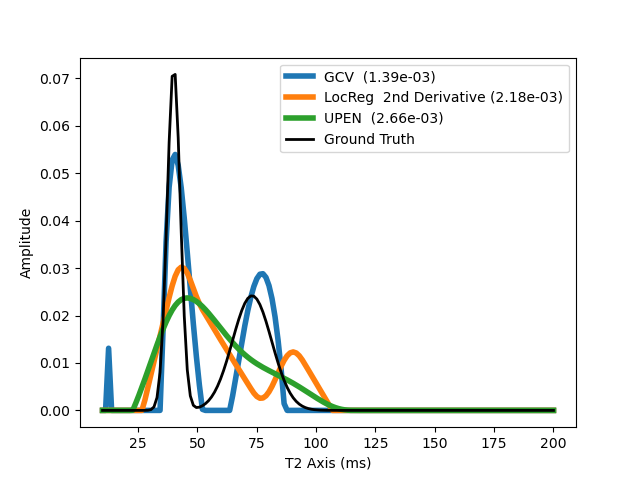 GCV (1.39e-03)
LocReg 2nd Derivative (2.18e-03)
UPEN (2.66e-03)
Ground Truth
0.07
0.06
0.05
0.04
0.03
0.02
0.01
0.00
Amplitude
25 50 75 100 125 150 175 200
T2 Axis (ms)